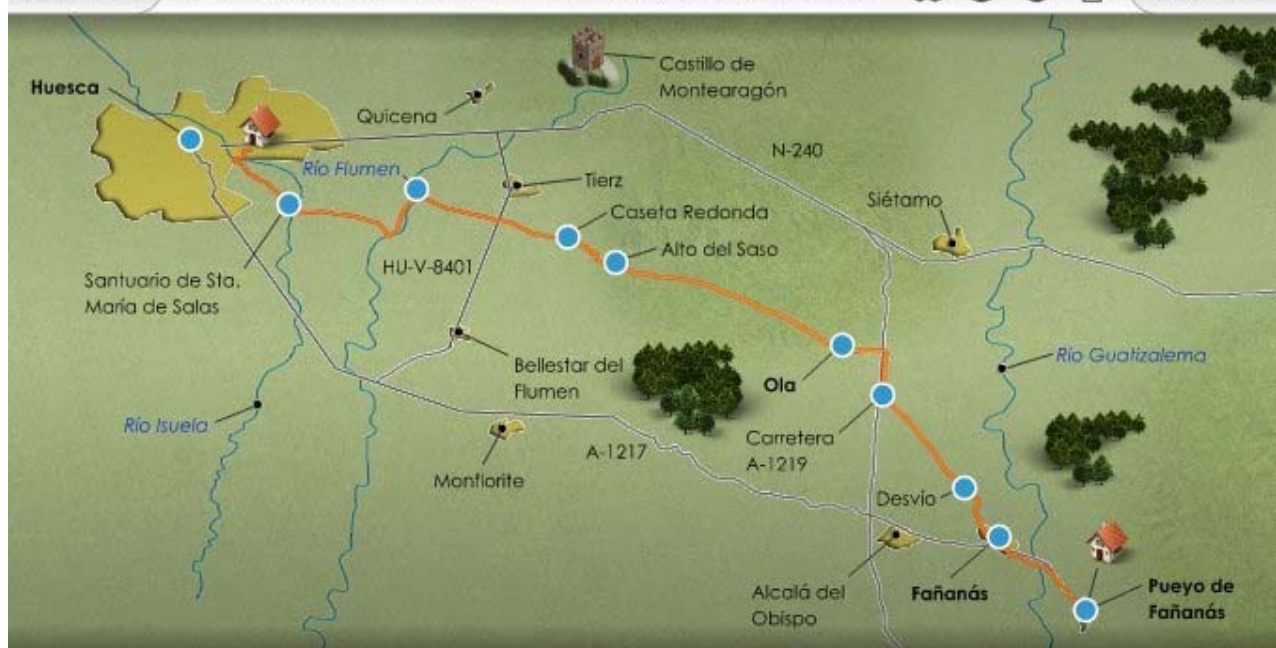 Castillo de
Montearagón
Huesca
Quicena
N-240
Río Flumen
Tierz
Siétamo
Caseta Redonda
Alto del Saso
HU-V-8401
Santuario de Sta.
María de Salas
Bellestar del
Flumen
Ola
Río Guatizalema
Río Isuela
Carretera
A-1219
A-1217
Monflorite
Desvío
Alcalá del
Obispo
Fañanás
Pueyo de
Fañanás